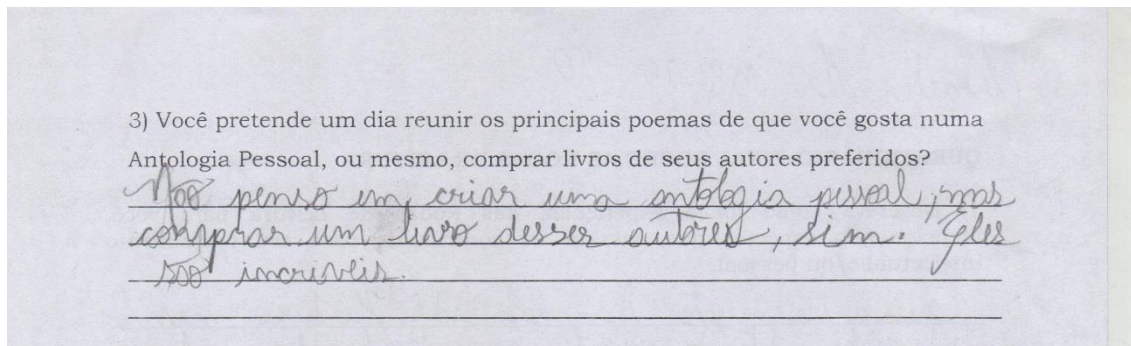 3) Você pretende um dia reunir os principais poemas de que você gosta numa
Antologia Pessoal, ou mesmo, comprar livros de seus autores preferidos?
Não penso em criar uma antologia pessoal, mas
comprar um livro desses autores, sim. Eles
são incríveis.